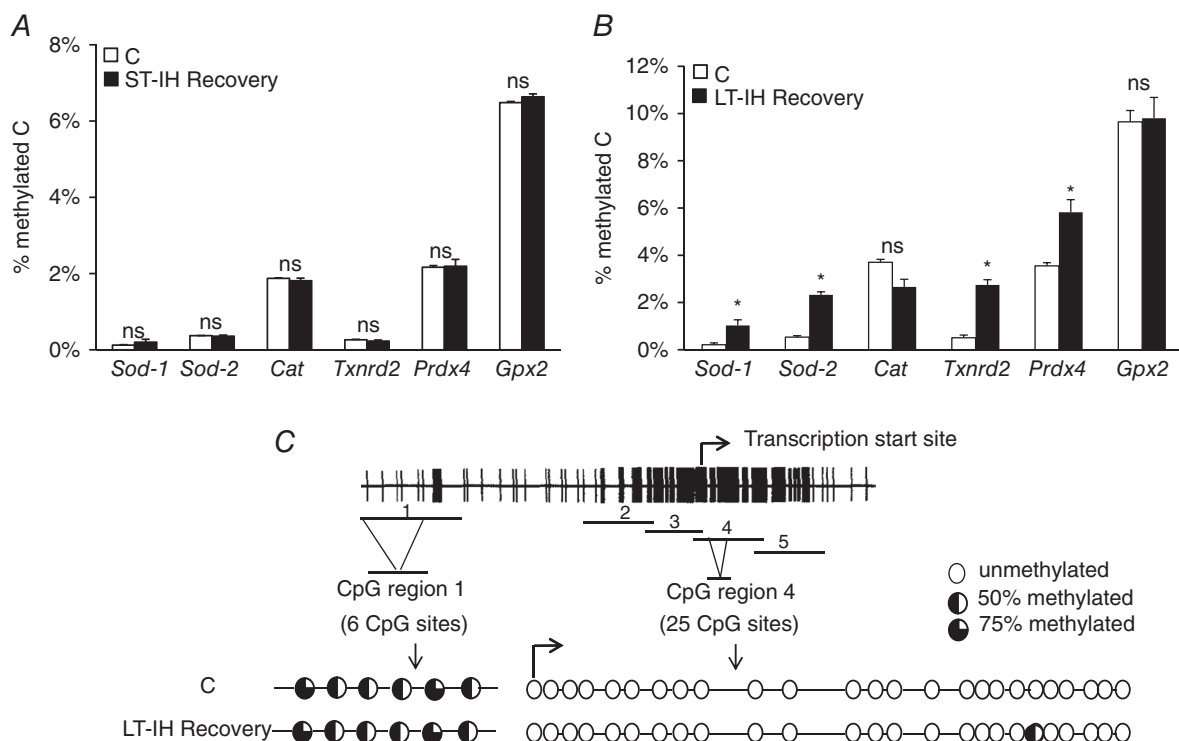 A
8%
6%
4%
2%
0%
% methylated C
C
ST-IH Recovery
ns
ns
ns
ns
ns
ns
Sod-1 Sod-2 Cat Txnrd2 Prdx4 Gpx2
B
12%
10%
8%
6%
4%
2%
0%
% methylated C
C
LT-IH Recovery
*
*
ns
*
*
ns
Sod-1 Sod-2 Cat Txnrd2 Prdx4 Gpx2
C
Transcription start site
1
2
3
4
5
CpG region 1
(6 CpG sites)
CpG region 4
(25 CpG sites)
unmethylated
50% methylated
75% methylated
C
LT-IH Recovery